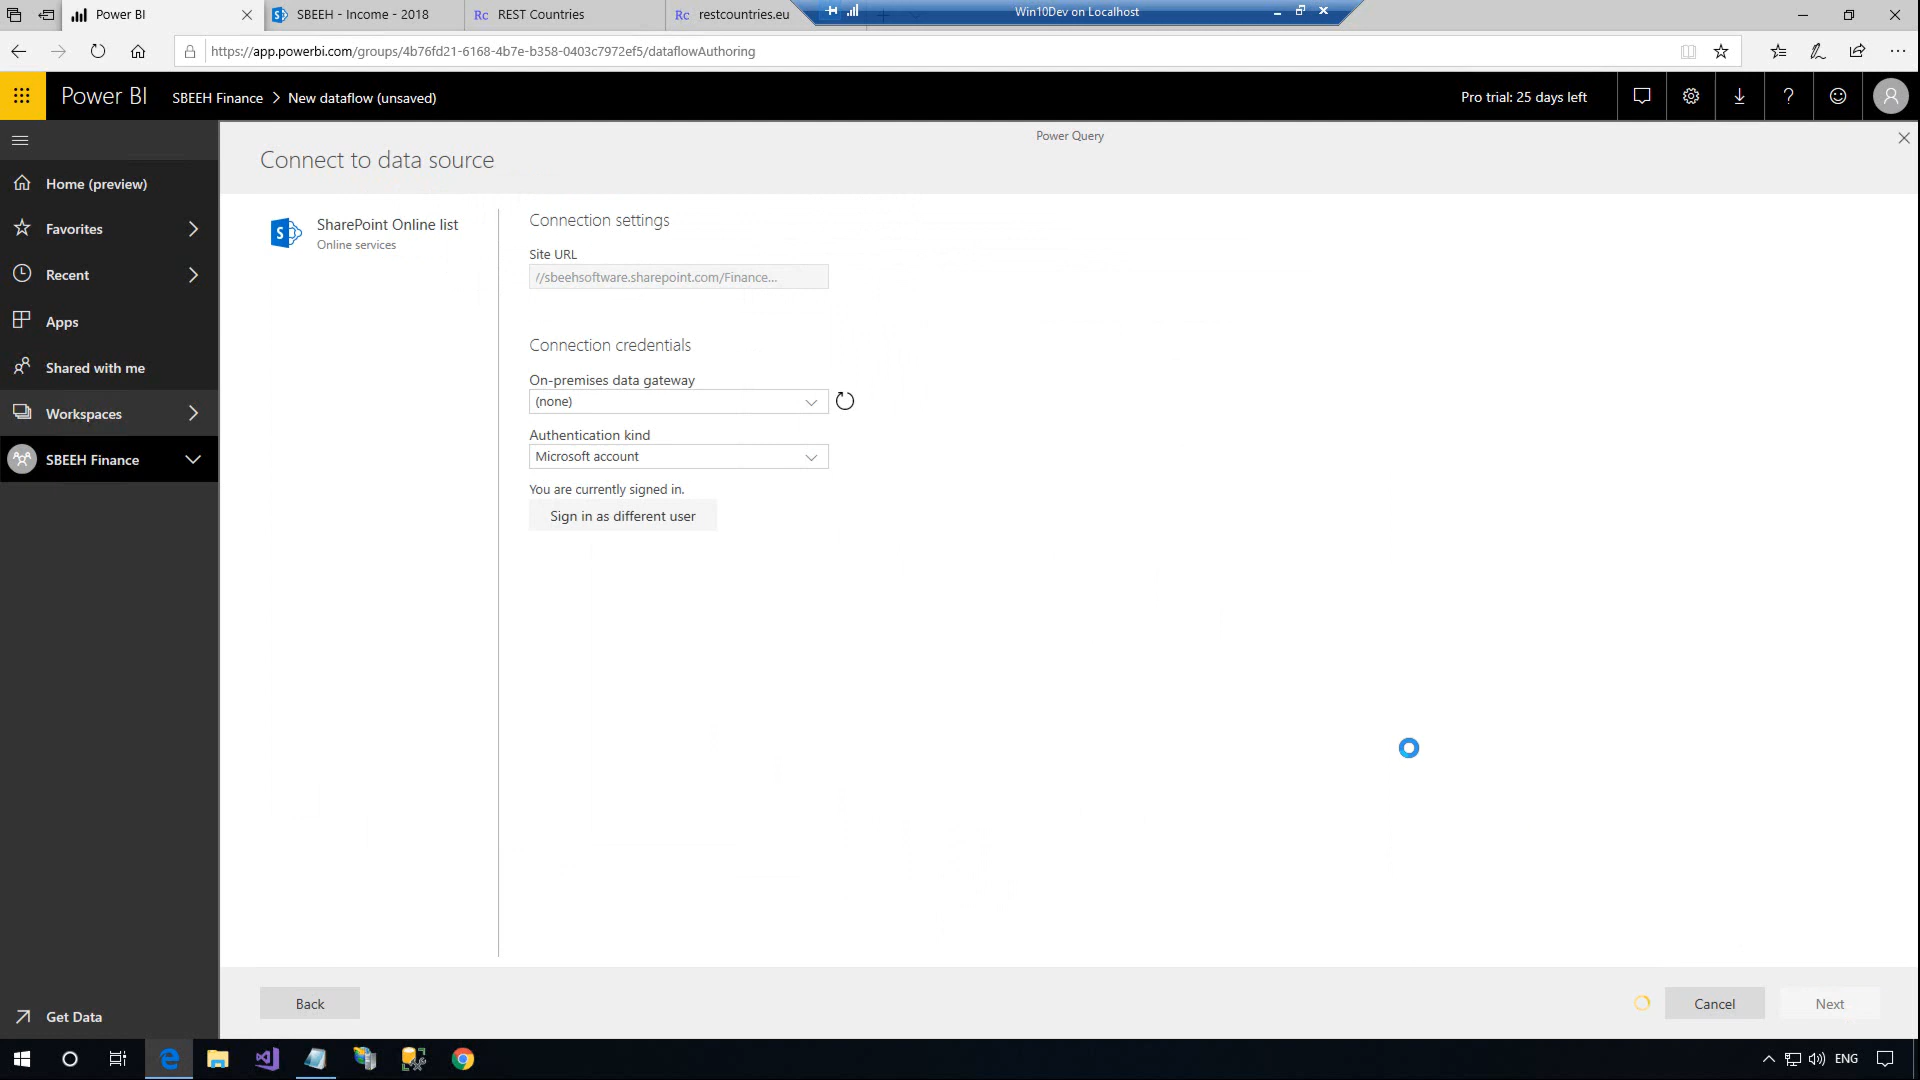 Power BI
SBEEH - Income - 2018
Rc REST Countries
Rc restcountries.eu
Win10Dev on Localhost
https://app.powerbi.com/groups/4b76fd21-6168-4b7e-b358-0403c7972ef5/dataflowAuthoring
Power BI SBEEH Finance > New dataflow (unsaved)
Pro trial: 25 days left
Power Query
Connect to data source
Home (preview)
Favorites
Recent
Apps
Shared with me
Workspaces
SBEEH Finance
Get Data
S
SharePoint Online list
Online services
Connection settings
Site URL
//sbeehsoftware.sharepoint.com/Finance...
Connection credentials
On-premises data gateway
(none)
Authentication kind
Microsoft account
You are currently signed in.
Sign in as different user
Back
Cancel
Next
ENG